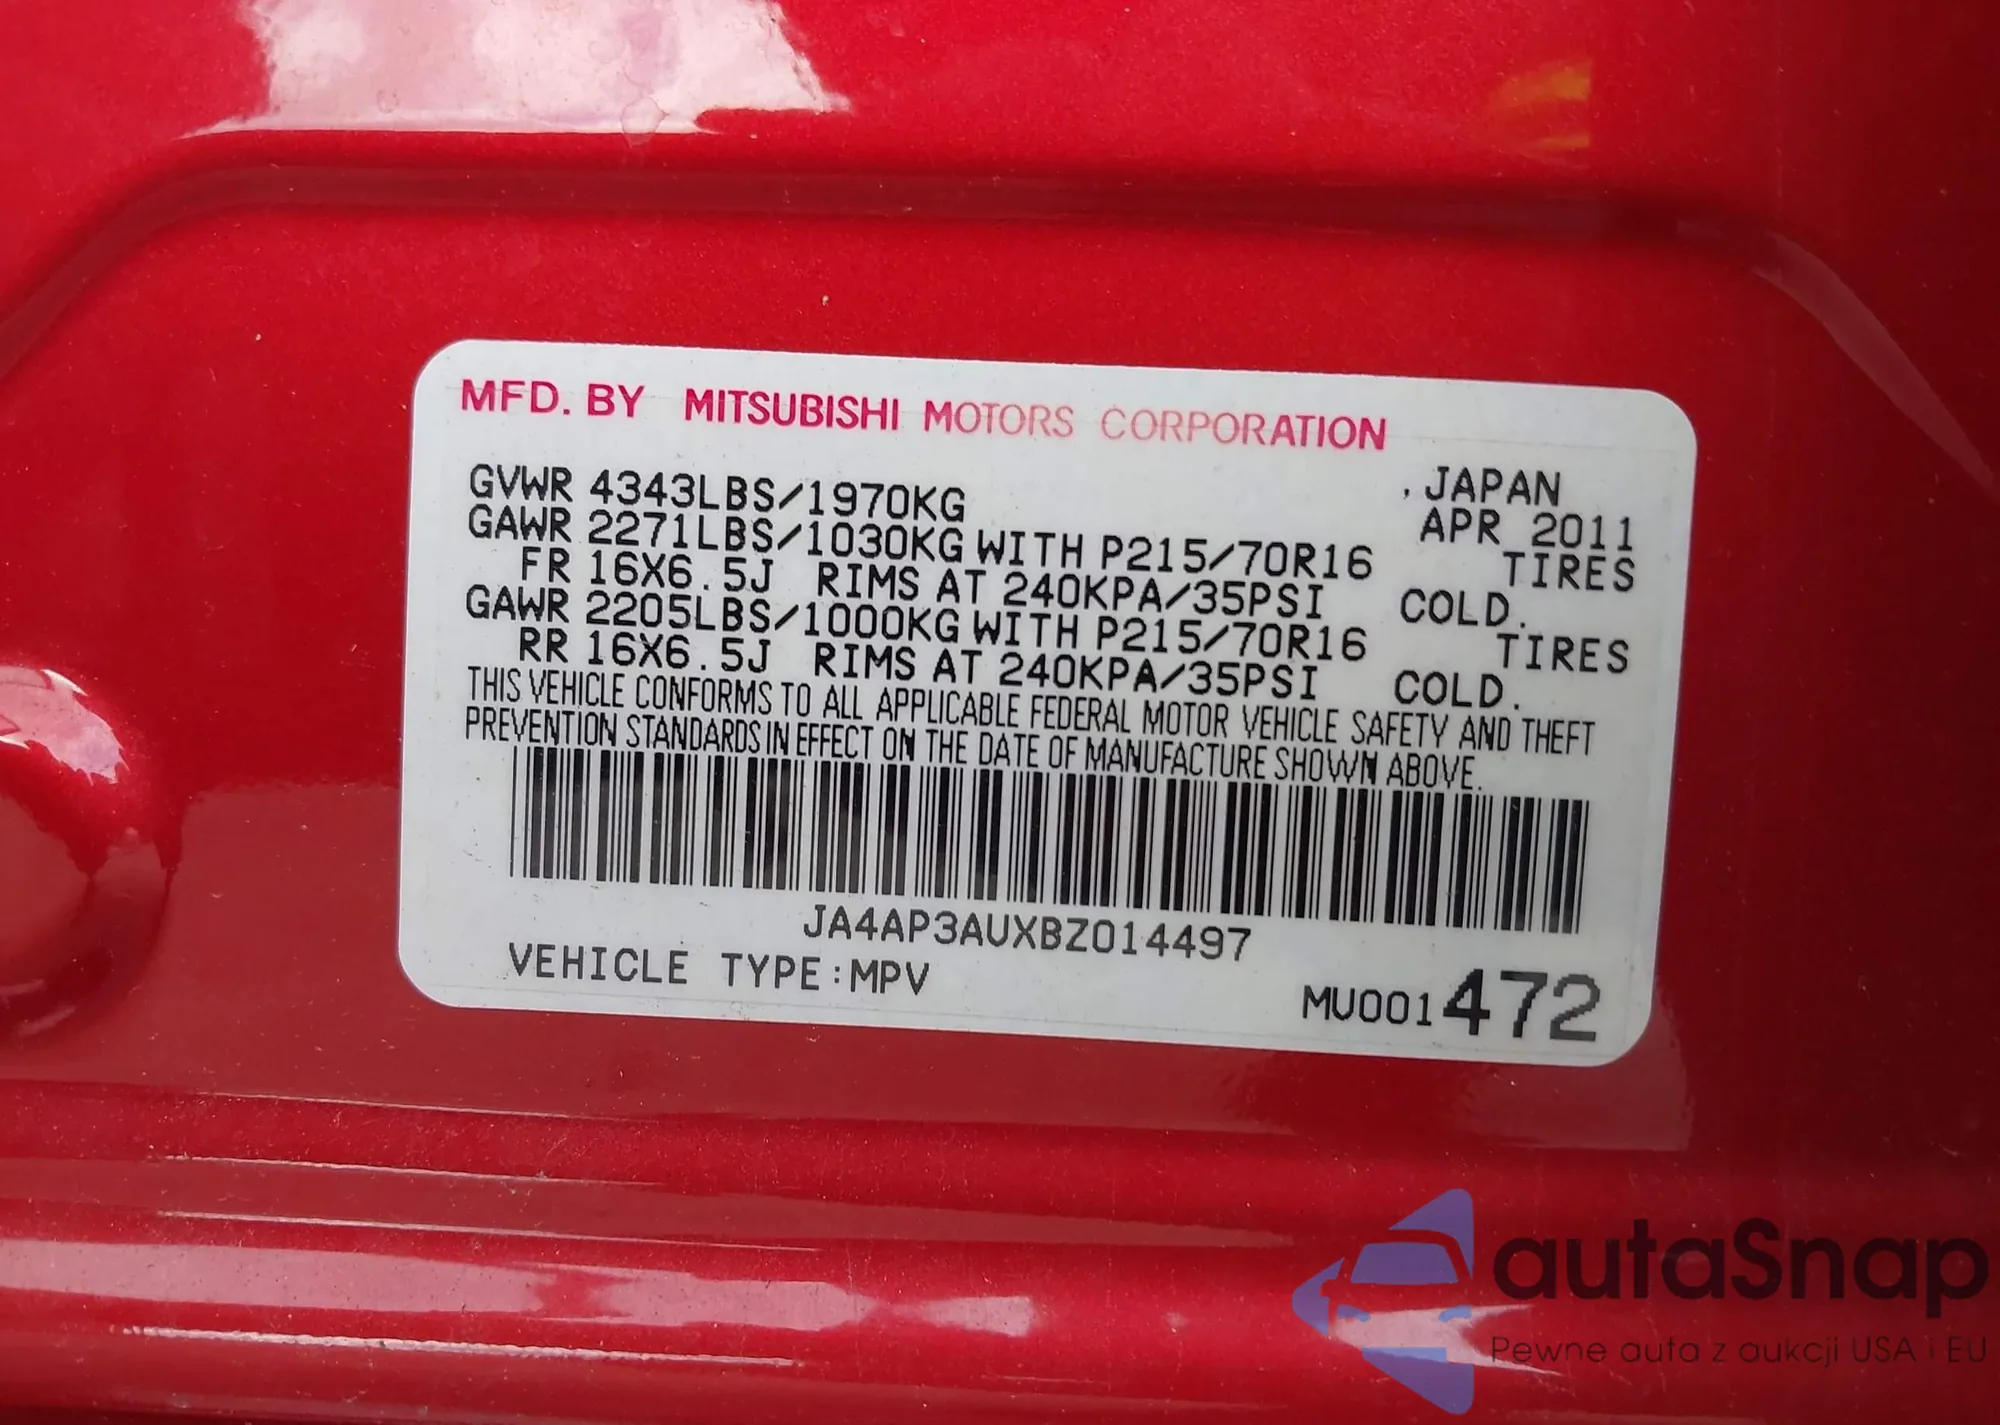 MFD. BY MITSUBISHI MOTORS CORPORATION
GVWR 4343LBS/1970KG , JAPAN
GAWR 2271LBS/1030KG WITH P215/70R16 APR 2011 TIRES
FR 16X6.5J RIMS AT 240KPA/35PSI COLD.
GAWR 2205LBS/1000KG WITH P215/70R16 TIRES
RR 16X6.5J RIMS AT 240KPA/35PSI COLD.
THIS VEHICLE CONFORMS TO ALL APPLICABLE FEDERAL MOTOR VEHICLE SAFETY AND THEFT
PREVENTION STANDARDS IN EFFECT ON THE DATE OF MANUFACTURE SHOWN ABOVE.
JA4AP3AUXBZ014497
VEHICLE TYPE:MPV
MU001472
autaSnap
Pewne auta z aukcji USA i EU